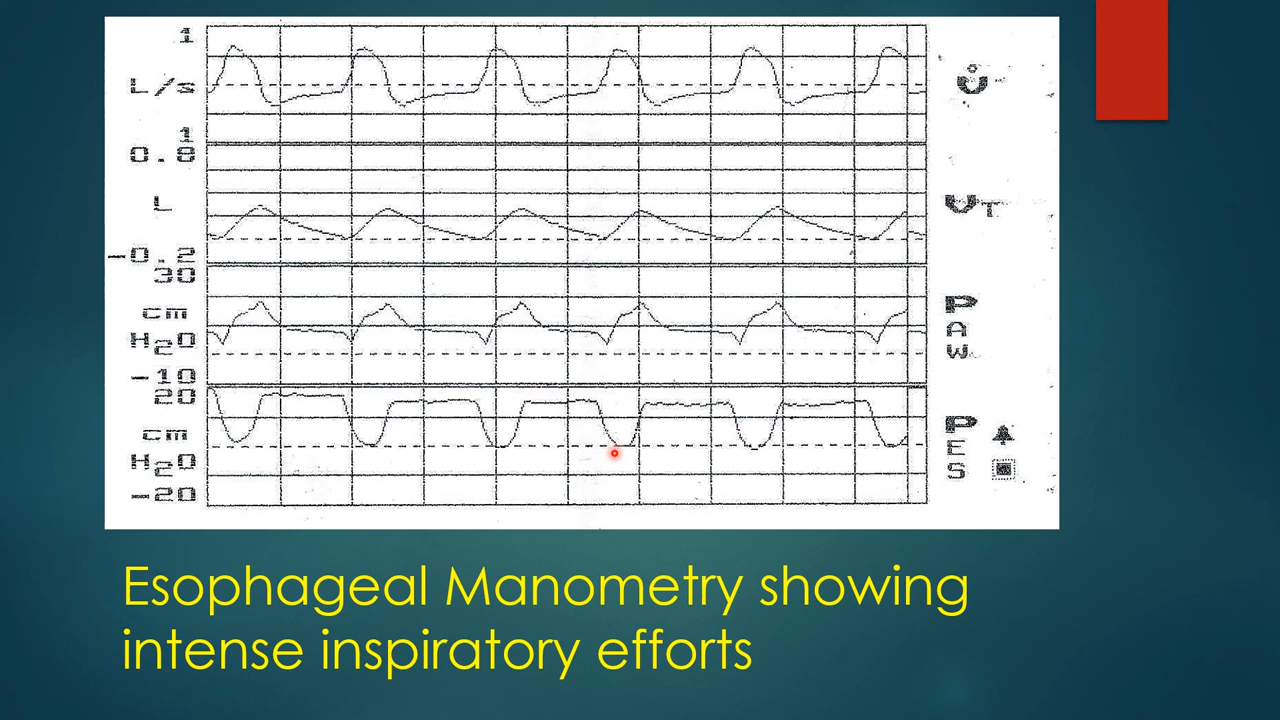 1
L/s
1
0.8
L
-0.2
30
cm
H2O
-10
20
cm
H2O
-20
V̇
VT
PAW
PES
Esophageal Manometry showing
intense inspiratory efforts